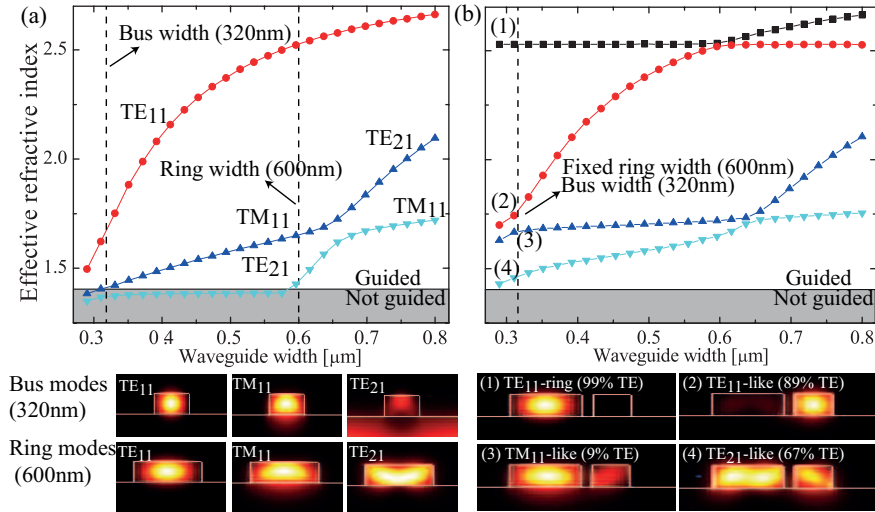 (a)
(b)
Effective refractive index
2.5
2.0
1.5
Bus width (320nm)
TE11
Ring width (600nm)
TE21
TM11
TM11
TE21
Guided
Not guided
0.3 0.4 0.5 0.6 0.7 0.8
Waveguide width [µm]
(1)
Fixed ring width (600nm)
Bus width (320nm)
(2)
(3)
(4)
Guided
Not guided
0.3 0.4 0.5 0.6 0.7 0.8
Waveguide width [µm]
Bus modes
(320nm)
TE11
TM11
TE21
Ring modes
(600nm)
TE11
TM11
TE21
(1) TE11-ring (99% TE)
(2) TE11-like (89% TE)
(3) TM11-like (9% TE)
(4) TE21-like (67% TE)